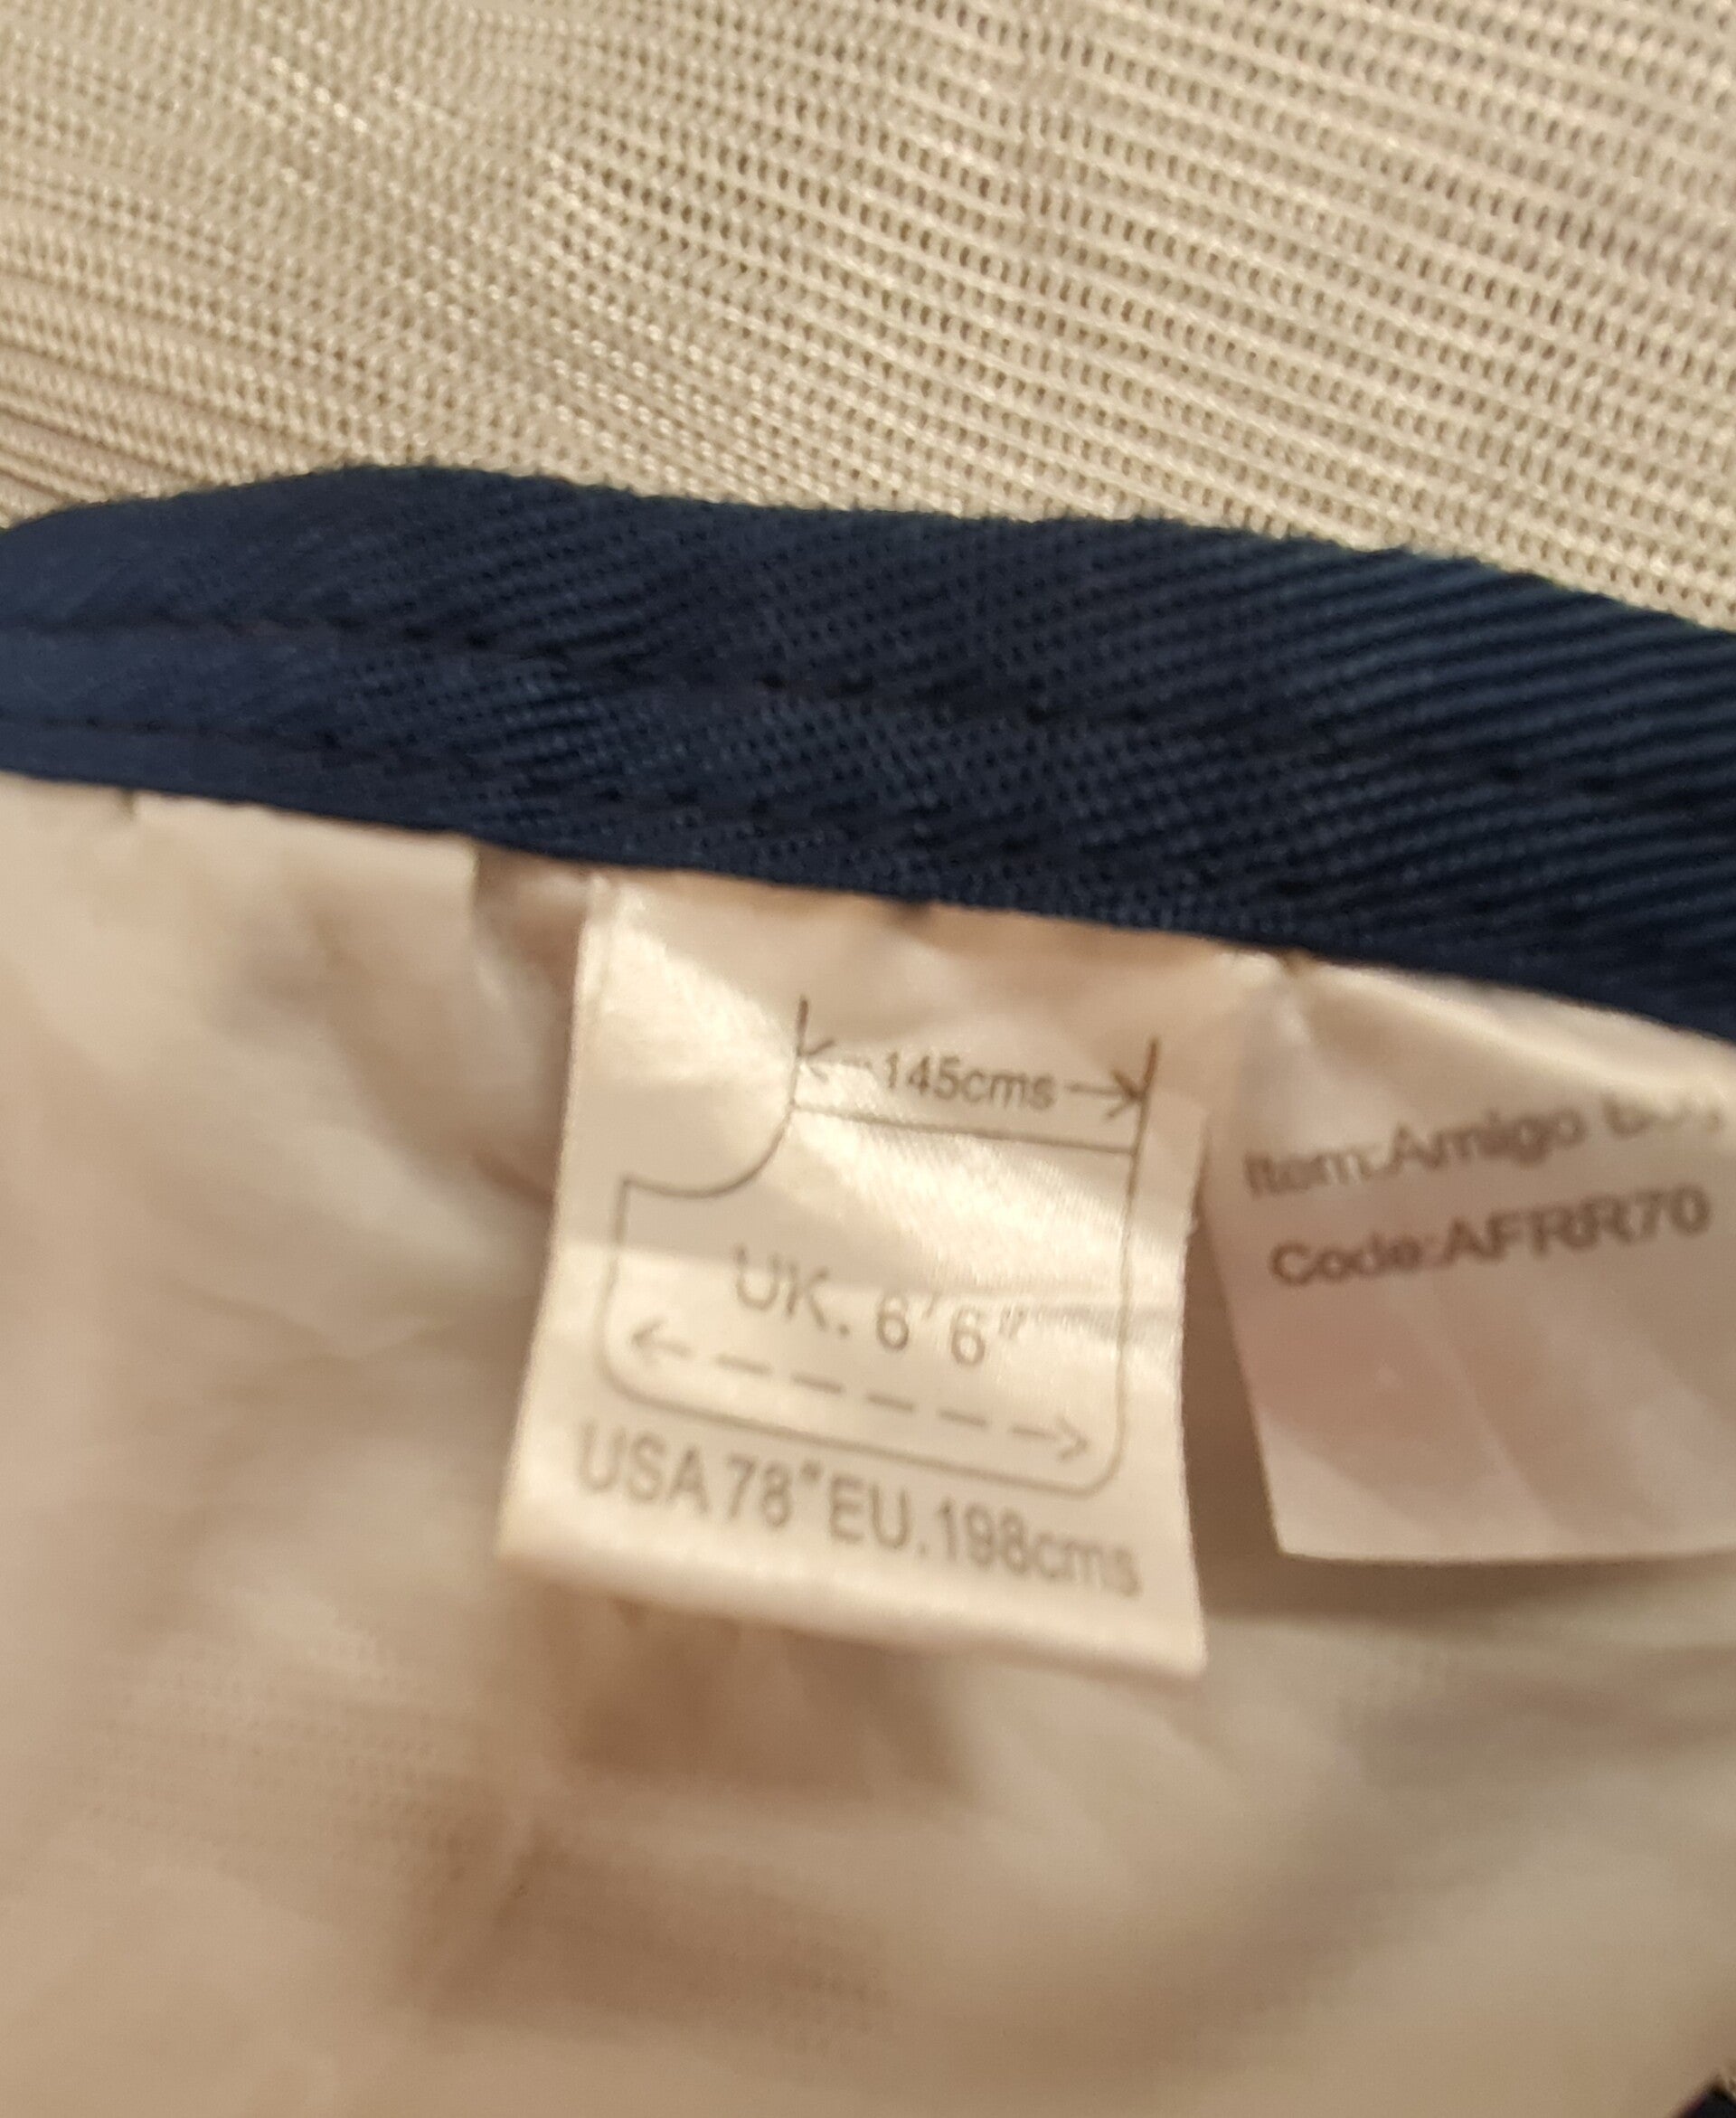 145cms
UK. 6'6"
USA 78" EU.198cms
Item:Amigo
Code:AFRR70